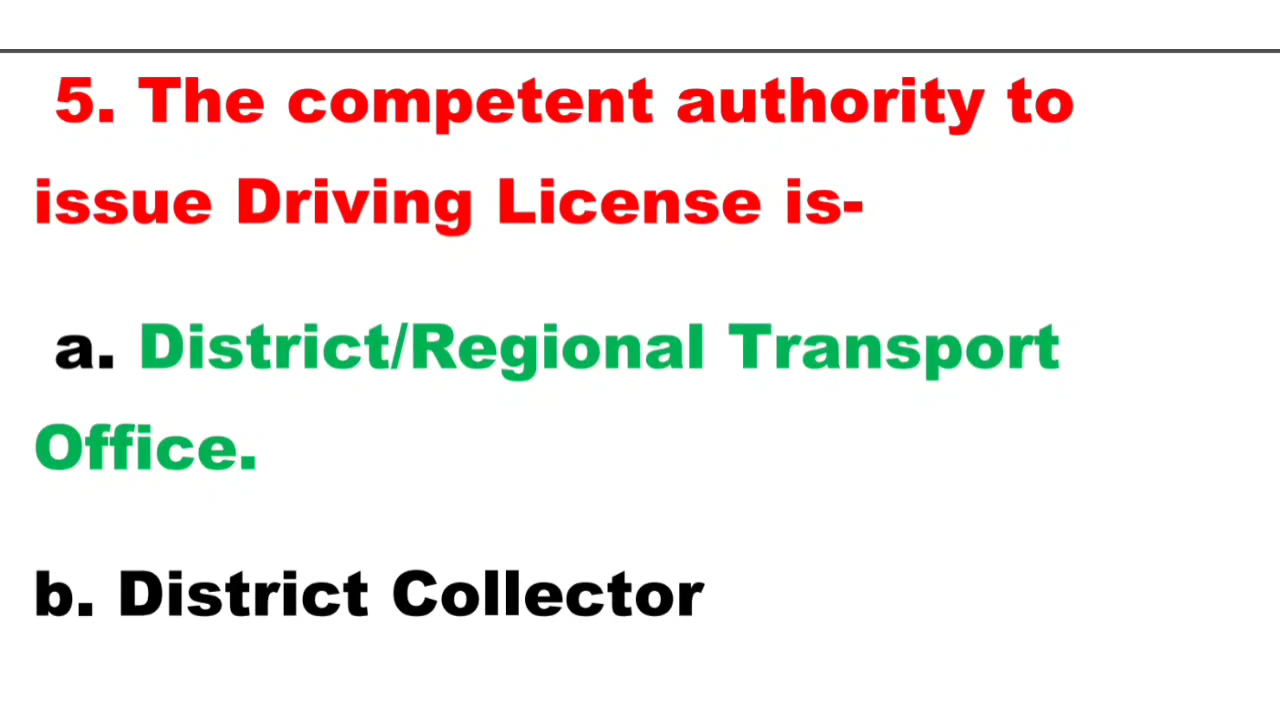 5. The competent authority to
issue Driving License is-
a. District/Regional Transport
Office.
b. District Collector